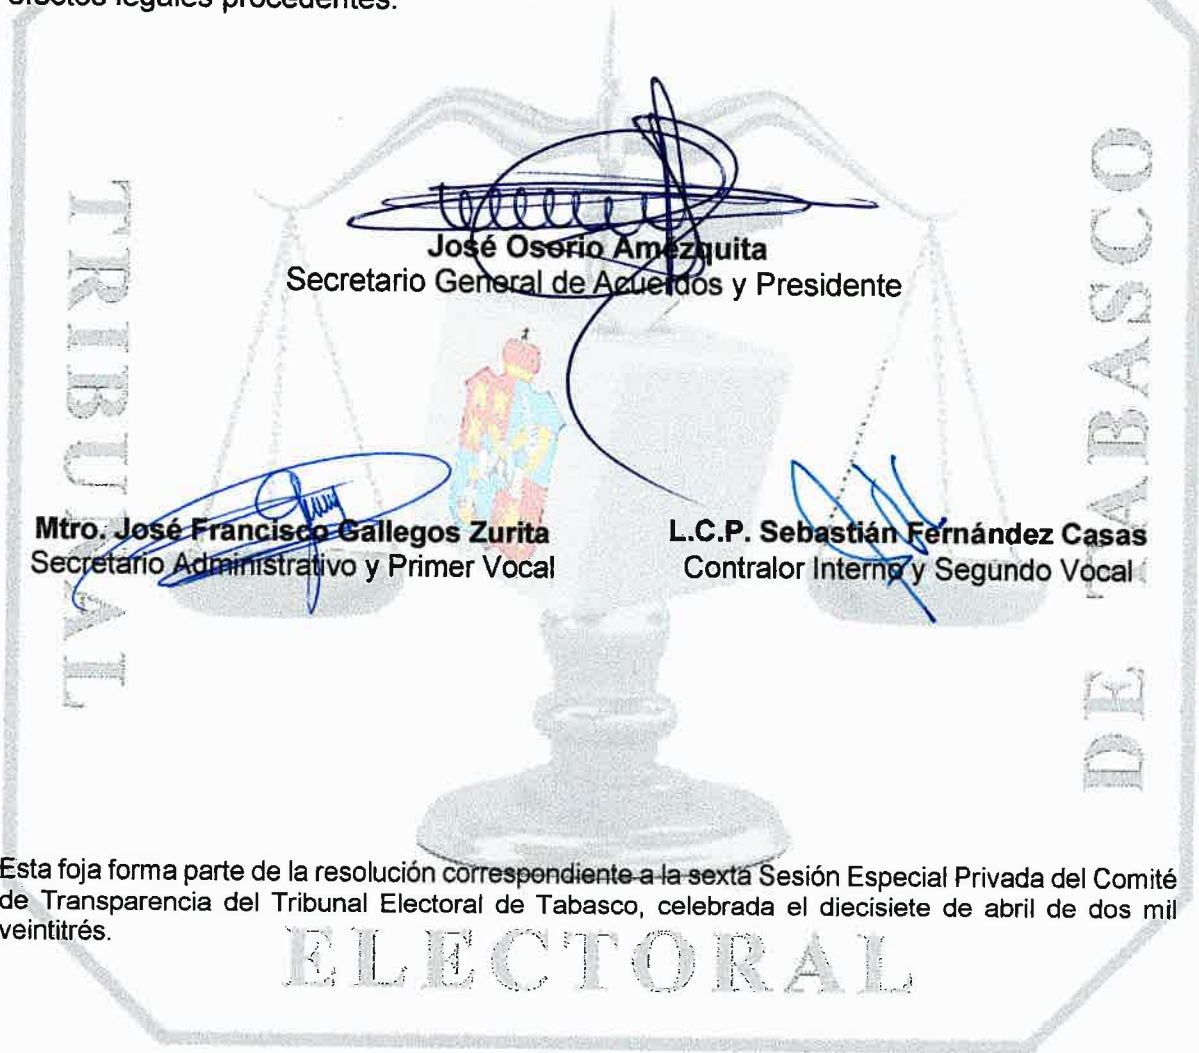 efectos legales procedentes.
José Osorio Amézquita
Secretario General de Acuerdos y Presidente
Mtro. José Francisco Gallegos Zurita
Secretario Administrativo y Primer Vocal
L.C.P. Sebastián Fernández Casas
Contralor Interno y Segundo Vocal
Esta foja forma parte de la resolución correspondiente a la sexta Sesión Especial Privada del Comité
de Transparencia del Tribunal Electoral de Tabasco, celebrada el diecisiete de abril de dos mil
veintitrés.
TRIBUNAL
ELECTORAL
DE TABASCO